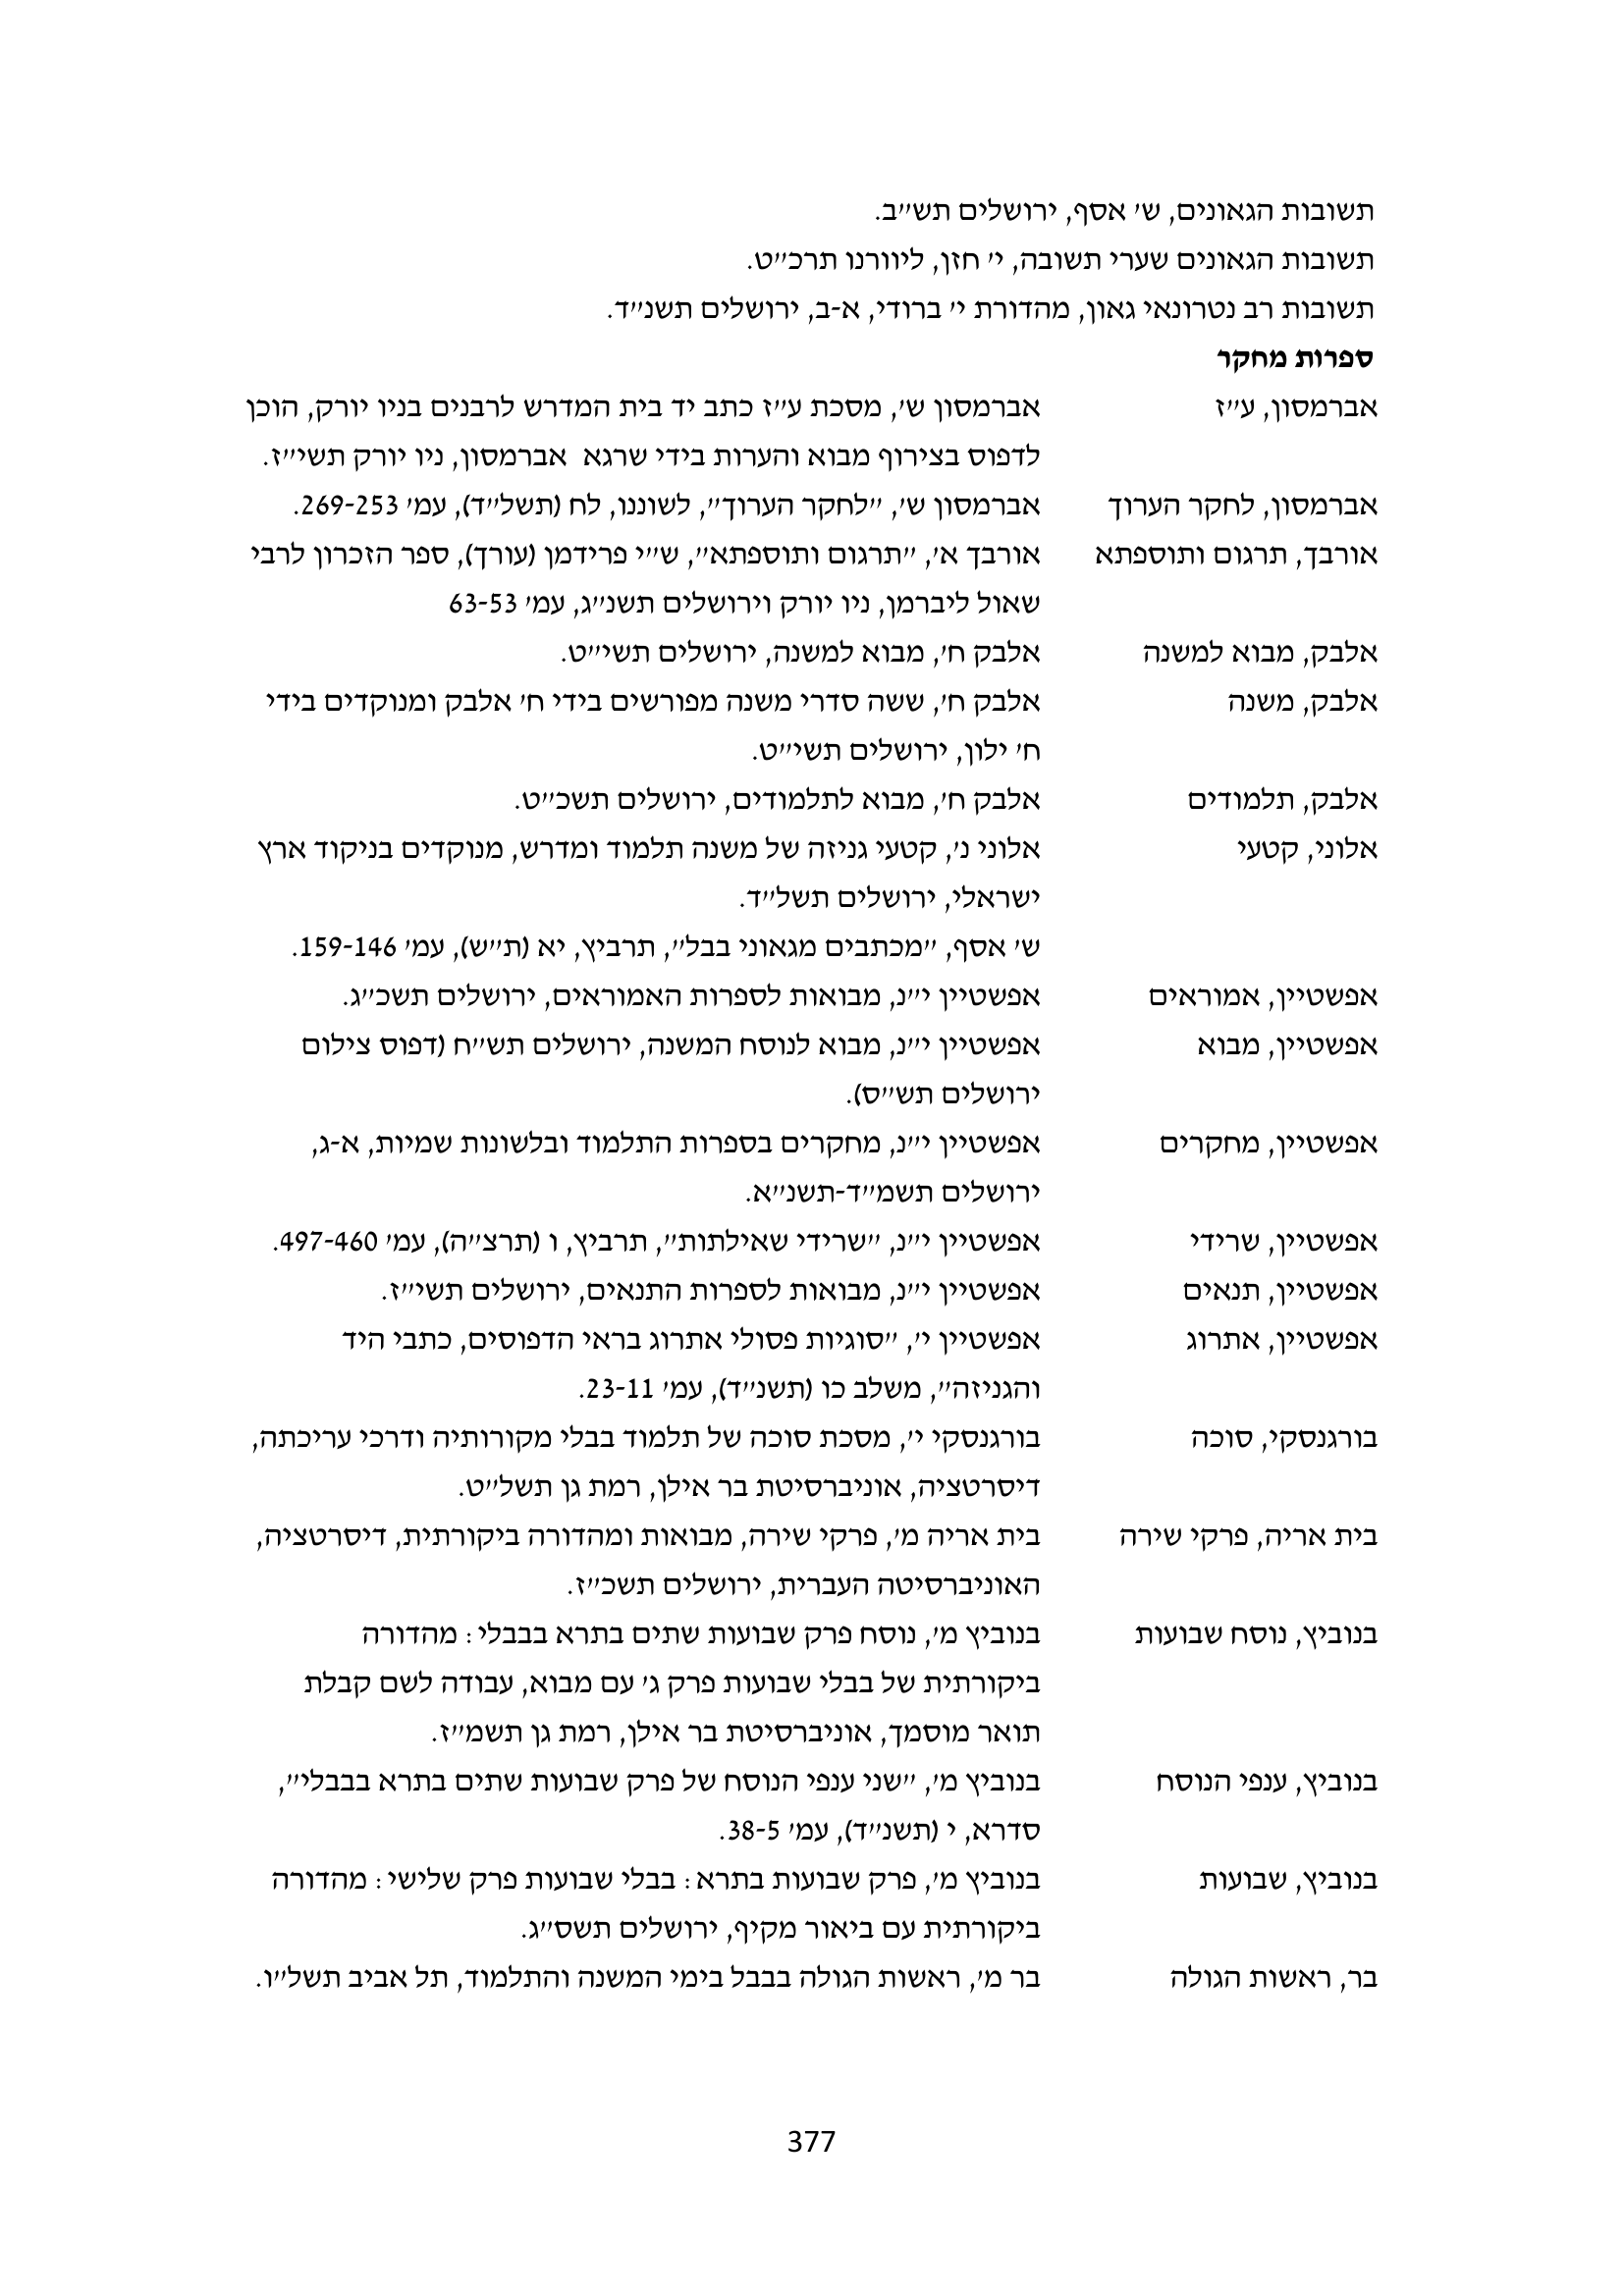 תשובות הגאונים, ש' אסף, ירושלים תש"ב.
תשובות הגאונים שערי תשובה, י' חזן, ליוורנו תרכ"ט.
תשובות רב נטרונאי גאון, מהדורת י' ברודי, א-ב, ירושלים תשנ"ד.
ספרות מחקר
אברמסון, ע"ז אברמסון ש', מסכת ע"ז כתב יד בית המדרש לרבנים בניו יורק, הוכן
לדפוס בצירוף מבוא והערות בידי שרגא אברמסון, ניו יורק תשי"ז.
אברמסון, לחקר הערוך אברמסון ש', "לחקר הערוך", לשוננו, לח (תשל"ד), עמ' 269-253.
אורבך, תרגום ותוספתא אורבך א', "תרגום ותוספתא", ש"י פרידמן (עורך), ספר הזכרון לרבי
שאול ליברמן, ניו יורק וירושלים תשנ"ג, עמ' 63-53
אלבק, מבוא למשנה אלבק ח', מבוא למשנה, ירושלים תשי"ט.
אלבק, משנה אלבק ח', ששה סדרי משנה מפורשים בידי ח' אלבק ומנוקדים בידי
ח' ילון, ירושלים תשי"ט.
אלבק, תלמודים אלבק ח', מבוא לתלמודים, ירושלים תשכ"ט.
אלוני, קטעי אלוני נ', קטעי גניזה של משנה תלמוד ומדרש, מנוקדים בניקוד ארץ
ישראלי, ירושלים תשל"ד.
ש' אסף, "מכתבים מגאוני בבל", תרביץ, יא (ת"ש), עמ' 159-146.
אפשטיין, אמוראים אפשטיין י"נ, מבואות לספרות האמוראים, ירושלים תשכ"ג.
אפשטיין, מבוא אפשטיין י"נ, מבוא לנוסח המשנה, ירושלים תש"ח (דפוס צילום
ירושלים תש"ס).
אפשטיין, מחקרים אפשטיין י"נ, מחקרים בספרות התלמוד ובלשונות שמיות, א-ג,
ירושלים תשמ"ד-תשנ"א.
אפשטיין, שרידי אפשטיין י"נ, "שרידי שאילתות", תרביץ, ו (תרצ"ה), עמ' 497-460.
אפשטיין, תנאים אפשטיין י"נ, מבואות לספרות התנאים, ירושלים תשי"ז.
אפשטיין, אתרוג אפשטיין י', "סוגיות פסולי אתרוג בראי הדפוסים, כתבי היד
והגניזה", משלב כו (תשנ"ד), עמ' 23-11.
בורגנסקי, סוכה בורגנסקי י', מסכת סוכה של תלמוד בבלי מקורותיה ודרכי עריכתה,
דיסרטציה, אוניברסיטת בר אילן, רמת גן תשל"ט.
בית אריה, פרקי שירה בית אריה מ', פרקי שירה, מבואות ומהדורה ביקורתית, דיסרטציה,
האוניברסיטה העברית, ירושלים תשכ"ז.
בנוביץ, נוסח שבועות בנוביץ מ', נוסח פרק שבועות שתים בתרא בבבלי: מהדורה
ביקורתית של בבלי שבועות פרק ג' עם מבוא, עבודה לשם קבלת
תואר מוסמך, אוניברסיטת בר אילן, רמת גן תשמ"ז.
בנוביץ, ענפי הנוסח בנוביץ מ', "שני ענפי הנוסח של פרק שבועות שתים בתרא בבבלי",
סדרא, י (תשנ"ד), עמ' 38-5.
בנוביץ, שבועות בנוביץ מ', פרק שבועות בתרא: בבלי שבועות פרק שלישי: מהדורה
ביקורתית עם ביאור מקיף, ירושלים תשס"ג.
בר, ראשות הגולה בר מ', ראשות הגולה בבבל בימי המשנה והתלמוד, תל אביב תשל"ו.
377